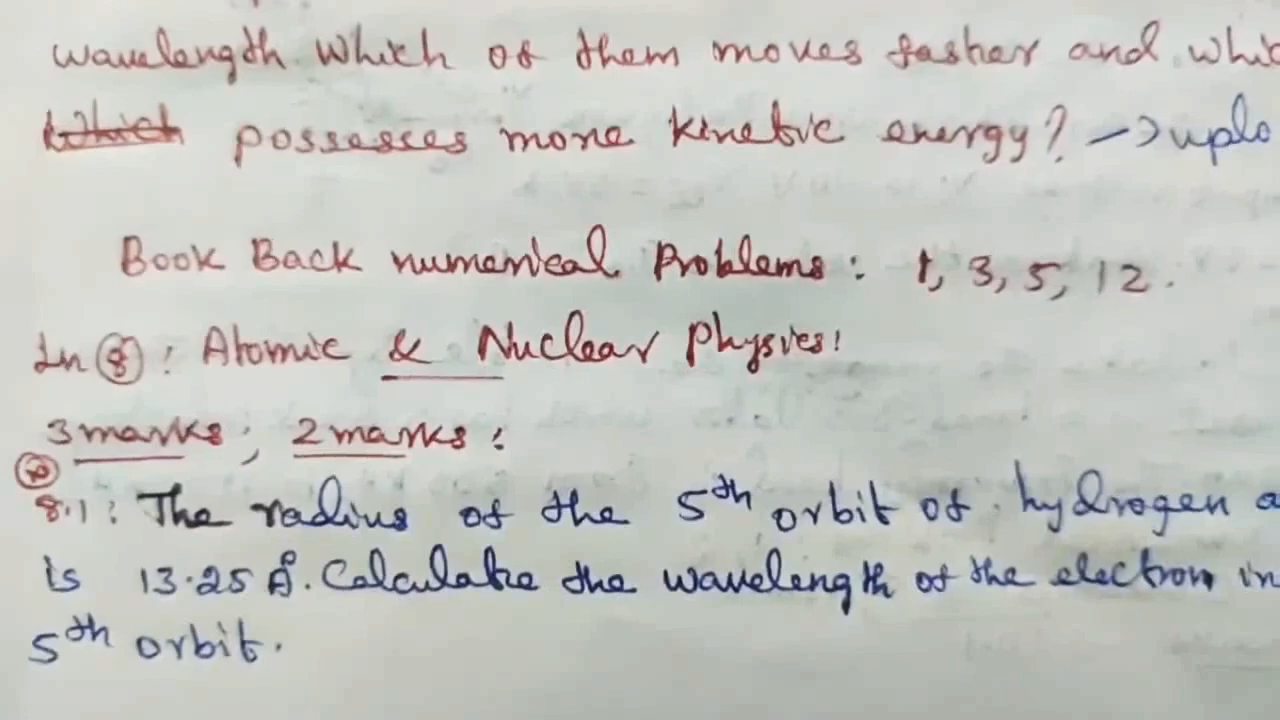 wavelength. Which of them moves faster and whic
Which possesses more kinetic energy? → uplo
Book Back numerical Problems: 1, 3, 5, 12.
Ln 8: Atomic & Nuclear Physics:
3 marks; 2 marks:
8.1: The radius of the 5th orbit of hydrogen a
is 13.25 Å. Calculate the wavelength of the electron in
5th orbit.